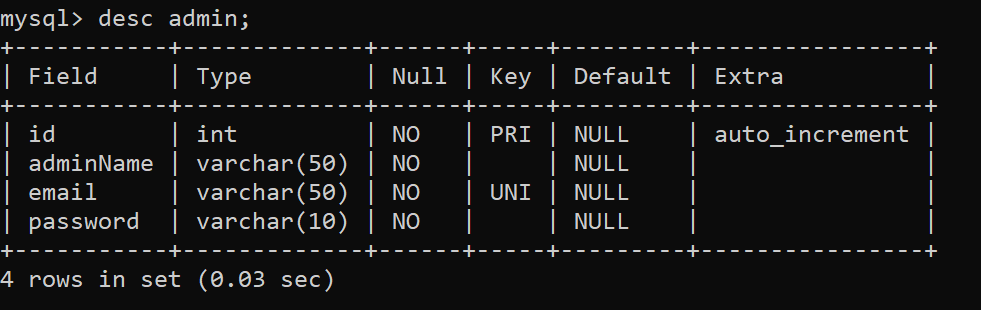 mysql> desc admin;
+-----------+-------------+------+-----+---------+----------------+
| Field     | Type        | Null | Key | Default | Extra          |
+-----------+-------------+------+-----+---------+----------------+
| id        | int         | NO   | PRI | NULL    | auto_increment |
| adminName | varchar(50) | NO   |     | NULL    |                |
| email     | varchar(50) | NO   | UNI | NULL    |                |
| password  | varchar(10) | NO   |     | NULL    |                |
+-----------+-------------+------+-----+---------+----------------+
4 rows in set (0.03 sec)